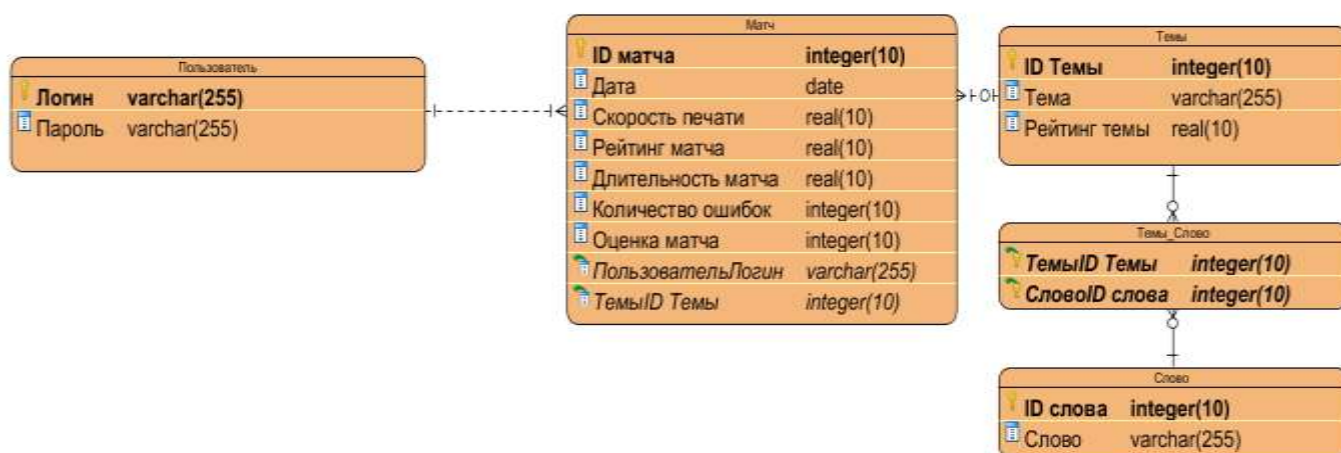 Пользователь
Логин varchar(255)
Пароль varchar(255)
Матч
ID матча integer(10)
Дата date
Скорость печати real(10)
Рейтинг матча real(10)
Длительность матча real(10)
Количество ошибок integer(10)
Оценка матча integer(10)
ПользовательЛогин varchar(255)
ТемыID Темы integer(10)
Темы
ID Темы integer(10)
Тема varchar(255)
Рейтинг темы real(10)
Темы_Слово
ТемыID Темы integer(10)
СловоID слова integer(10)
Слово
ID слова integer(10)
Слово varchar(255)